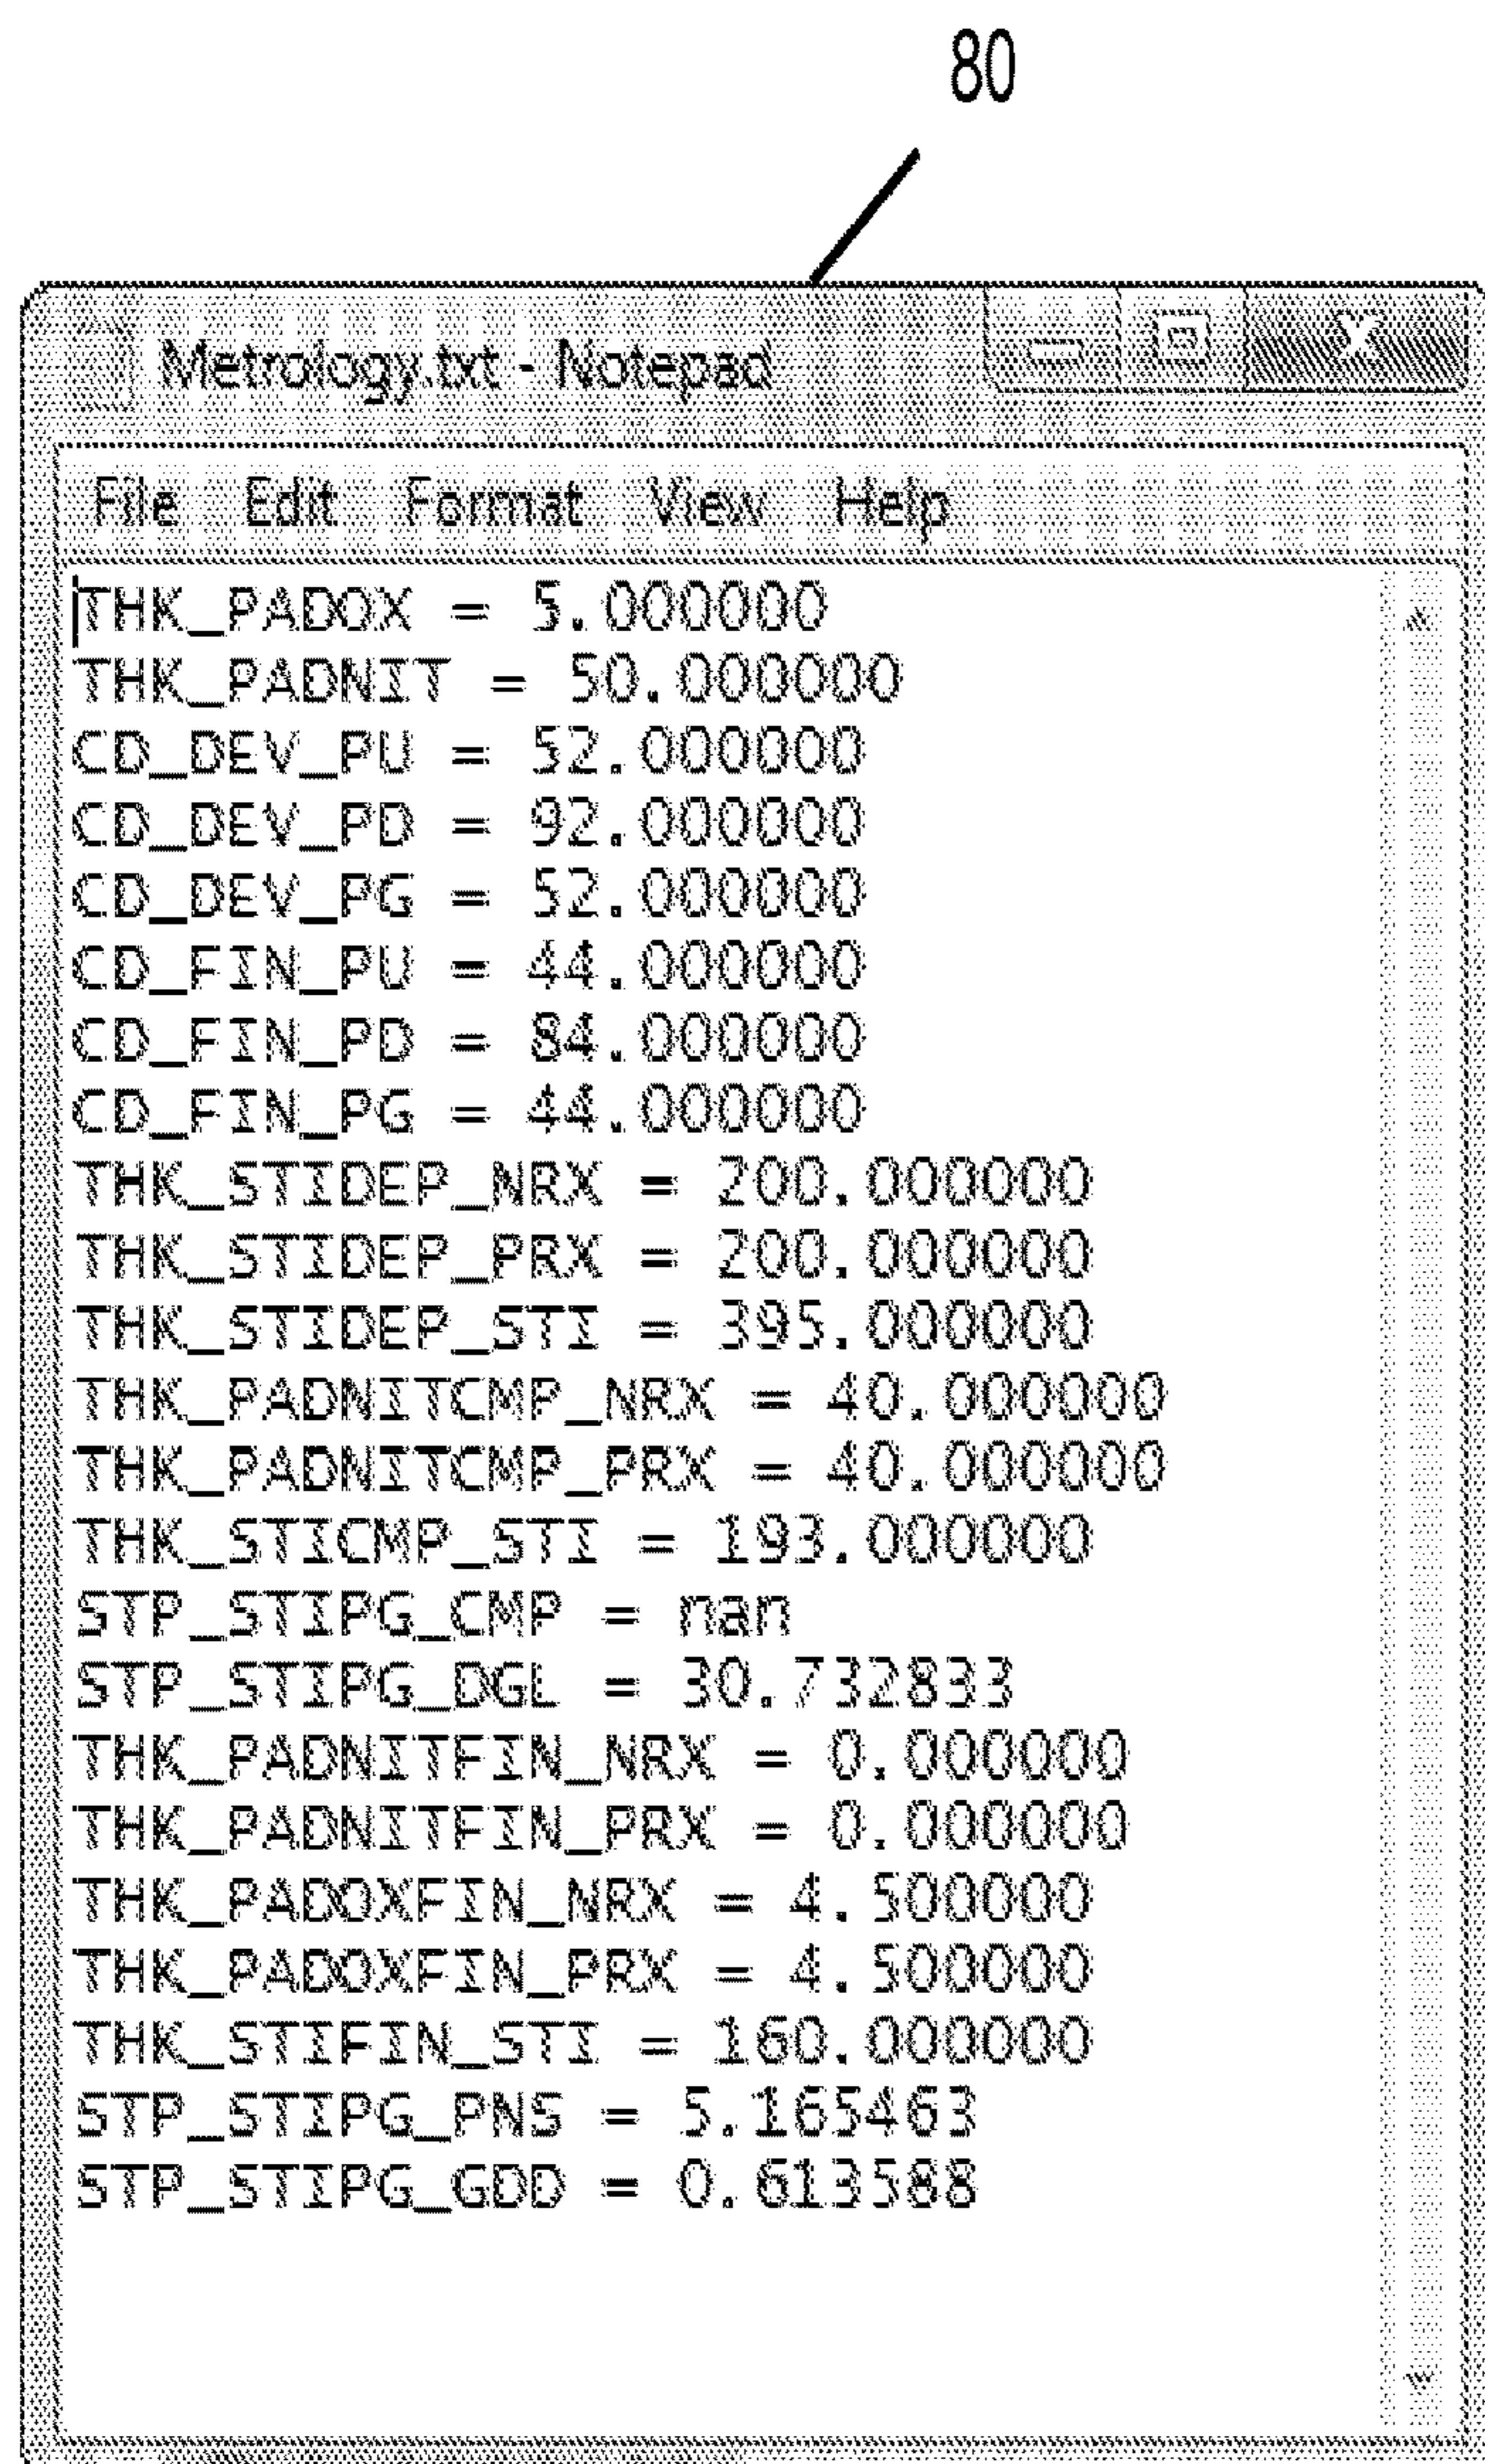 80
Metrology.txt - Notepad
File Edit Format View Help
THK_PADOX = 5.000000
THK_PADNIT = 50.000000
CD_DEV_PU = 52.000000
CD_DEV_PD = 92.000000
CD_DEV_PG = 52.000000
CD_FIN_PU = 44.000000
CD_FIN_PD = 84.000000
CD_FIN_PG = 44.000000
THK_STIDEP_NRX = 200.000000
THK_STIDEP_PRX = 200.000000
THK_STIDEP_STI = 395.000000
THK_PADNITCMP_NRX = 40.000000
THK_PADNITCMP_PRX = 40.000000
THK_STICMP_STI = 193.000000
STP_STIPG_CMP = nan
STP_STIPG_DGL = 30.732833
THK_PADNITFIN_NRX = 0.000000
THK_PADNITFIN_PRX = 0.000000
THK_PADOXFIN_NRX = 4.500000
THK_PADOXFIN_PRX = 4.500000
THK_STIFIN_STI = 160.000000
STP_STIPG_PNS = 5.165463
STP_STIPG_GDD = 0.613588